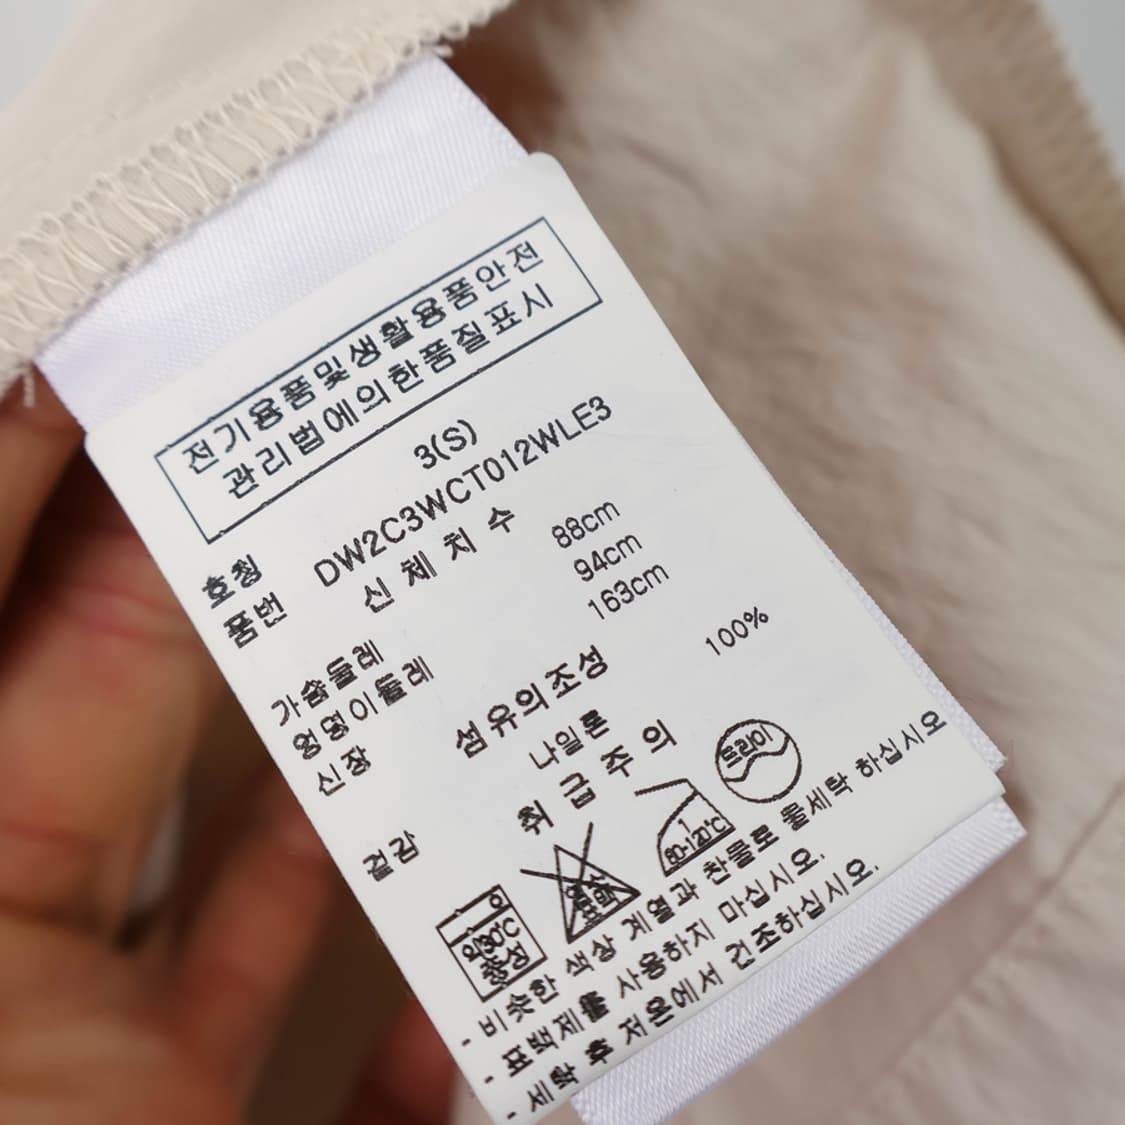 전기용품및생활용품안전
관리법에의한품질표시
호칭 3(S)
품번 DW2C3WCT012WLE3
신 체 치 수
가슴둘레 88cm
엉덩이둘레 94cm
신장 163cm
섬유의조성
겉감 나일론 100%
취 급 주 의
약30℃
중성
염소
표백
80-120℃
드라이
- 비슷한 색상 계열과 찬물로 물세탁 하십시오
- 표백제를 사용하지 마십시오.
- 세탁 후 저온에서 건조하십시오.